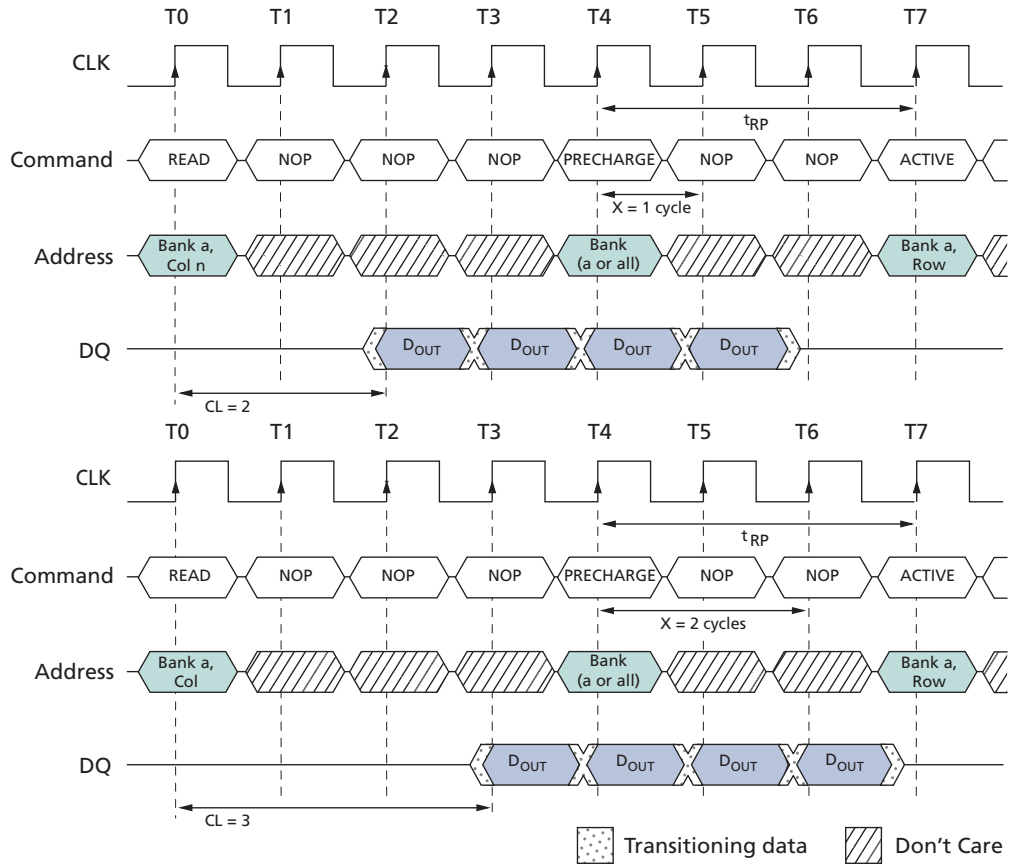 T0 T1 T2 T3 T4 T5 T6 T7
CLK
tRP
Command READ NOP NOP NOP PRECHARGE NOP NOP ACTIVE
X = 1 cycle
Address Bank a, Col n Bank (a or all) Bank a, Row
DQ DOUT DOUT DOUT DOUT
CL = 2
T0 T1 T2 T3 T4 T5 T6 T7
CLK
tRP
Command READ NOP NOP NOP PRECHARGE NOP NOP ACTIVE
X = 2 cycles
Address Bank a, Col Bank (a or all) Bank a, Row
DQ DOUT DOUT DOUT DOUT
CL = 3
Transitioning data Don't Care